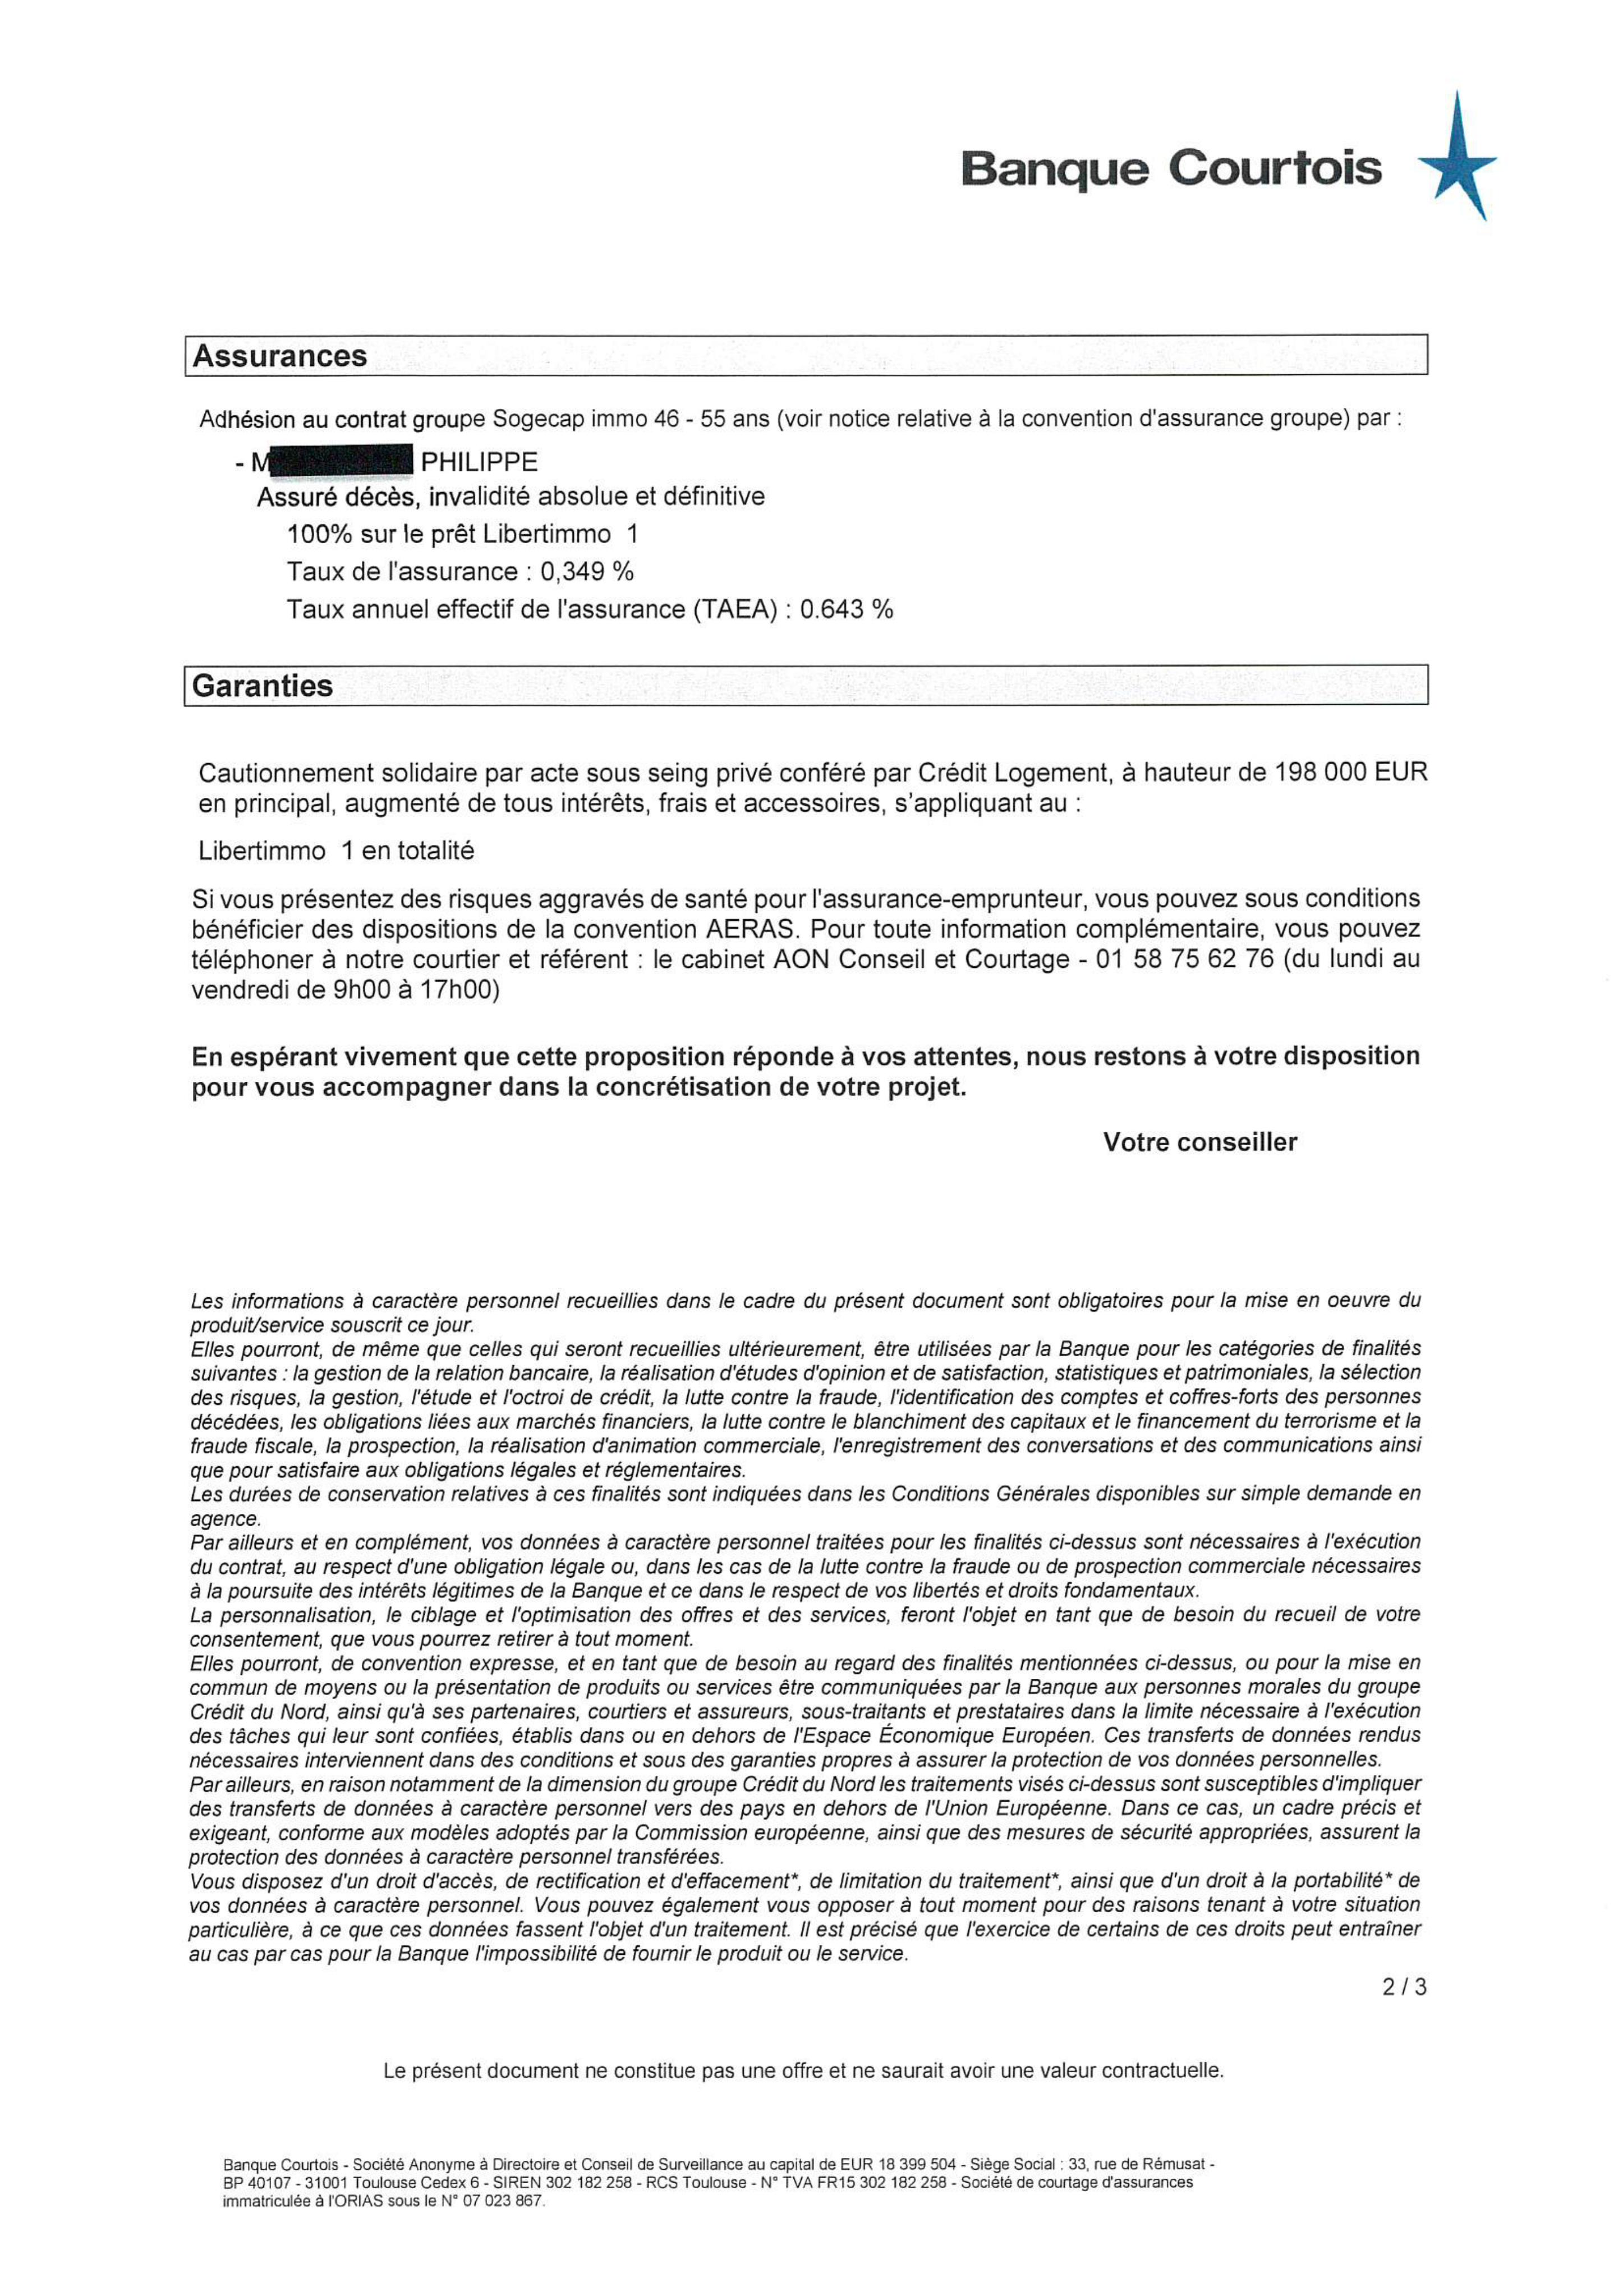 Banque Courtois
Assurances
Adhésion au contrat groupe Sogecap immo 46 - 55 ans (voir notice relative à la convention d'assurance groupe) par :
- M PHILIPPE
Assuré décès, invalidité absolue et définitive
100% sur le prêt Libertimmo 1
Taux de l'assurance : 0,349 %
Taux annuel effectif de l'assurance (TAEA) : 0.643 %
Garanties
Cautionnement solidaire par acte sous seing privé conféré par Crédit Logement, à hauteur de 198 000 EUR
en principal, augmenté de tous intérêts, frais et accessoires, s'appliquant au :
Libertimmo 1 en totalité
Si vous présentez des risques aggravés de santé pour l'assurance-emprunteur, vous pouvez sous conditions
bénéficier des dispositions de la convention AERAS. Pour toute information complémentaire, vous pouvez
téléphoner à notre courtier et référent : le cabinet AON Conseil et Courtage - 01 58 75 62 76 (du lundi au
vendredi de 9h00 à 17h00)
En espérant vivement que cette proposition réponde à vos attentes, nous restons à votre disposition
pour vous accompagner dans la concrétisation de votre projet.
Votre conseiller
Les informations à caractère personnel recueillies dans le cadre du présent document sont obligatoires pour la mise en oeuvre du
produit/service souscrit ce jour.
Elles pourront, de même que celles qui seront recueillies ultérieurement, être utilisées par la Banque pour les catégories de finalités
suivantes : la gestion de la relation bancaire, la réalisation d'études d'opinion et de satisfaction, statistiques et patrimoniales, la sélection
des risques, la gestion, l'étude et l'octroi de crédit, la lutte contre la fraude, l'identification des comptes et coffres-forts des personnes
décédées, les obligations liées aux marchés financiers, la lutte contre le blanchiment des capitaux et le financement du terrorisme et la
fraude fiscale, la prospection, la réalisation d'animation commerciale, l'enregistrement des conversations et des communications ainsi
que pour satisfaire aux obligations légales et réglementaires.
Les durées de conservation relatives à ces finalités sont indiquées dans les Conditions Générales disponibles sur simple demande en
agence.
Par ailleurs et en complément, vos données à caractère personnel traitées pour les finalités ci-dessus sont nécessaires à l'exécution
du contrat, au respect d'une obligation légale ou, dans les cas de la lutte contre la fraude ou de prospection commerciale nécessaires
à la poursuite des intérêts légitimes de la Banque et ce dans le respect de vos libertés et droits fondamentaux.
La personnalisation, le ciblage et l'optimisation des offres et des services, feront l'objet en tant que de besoin du recueil de votre
consentement, que vous pourrez retirer à tout moment.
Elles pourront, de convention expresse, et en tant que de besoin au regard des finalités mentionnées ci-dessus, ou pour la mise en
commun de moyens ou la présentation de produits ou services être communiquées par la Banque aux personnes morales du groupe
Crédit du Nord, ainsi qu'à ses partenaires, courtiers et assureurs, sous-traitants et prestataires dans la limite nécessaire à l'exécution
des tâches qui leur sont confiées, établis dans ou en dehors de l'Espace Économique Européen. Ces transferts de données rendus
nécessaires interviennent dans des conditions et sous des garanties propres à assurer la protection de vos données personnelles.
Par ailleurs, en raison notamment de la dimension du groupe Crédit du Nord les traitements visés ci-dessus sont susceptibles d'impliquer
des transferts de données à caractère personnel vers des pays en dehors de l'Union Européenne. Dans ce cas, un cadre précis et
exigeant, conforme aux modèles adoptés par la Commission européenne, ainsi que des mesures de sécurité appropriées, assurent la
protection des données à caractère personnel transférées.
Vous disposez d'un droit d'accès, de rectification et d'effacement*, de limitation du traitement*, ainsi que d'un droit à la portabilité* de
vos données à caractère personnel. Vous pouvez également vous opposer à tout moment pour des raisons tenant à votre situation
particulière, à ce que ces données fassent l'objet d'un traitement. Il est précisé que l'exercice de certains de ces droits peut entraîner
au cas par cas pour la Banque l'impossibilité de fournir le produit ou le service.
2 / 3
Le présent document ne constitue pas une offre et ne saurait avoir une valeur contractuelle.
Banque Courtois - Société Anonyme à Directoire et Conseil de Surveillance au capital de EUR 18 399 504 - Siège Social : 33, rue de Rémusat -
BP 40107 - 31001 Toulouse Cedex 6 - SIREN 302 182 258 - RCS Toulouse - N° TVA FR15 302 182 258 - Société de courtage d'assurances
immatriculée à l'ORIAS sous le N° 07 023 867.